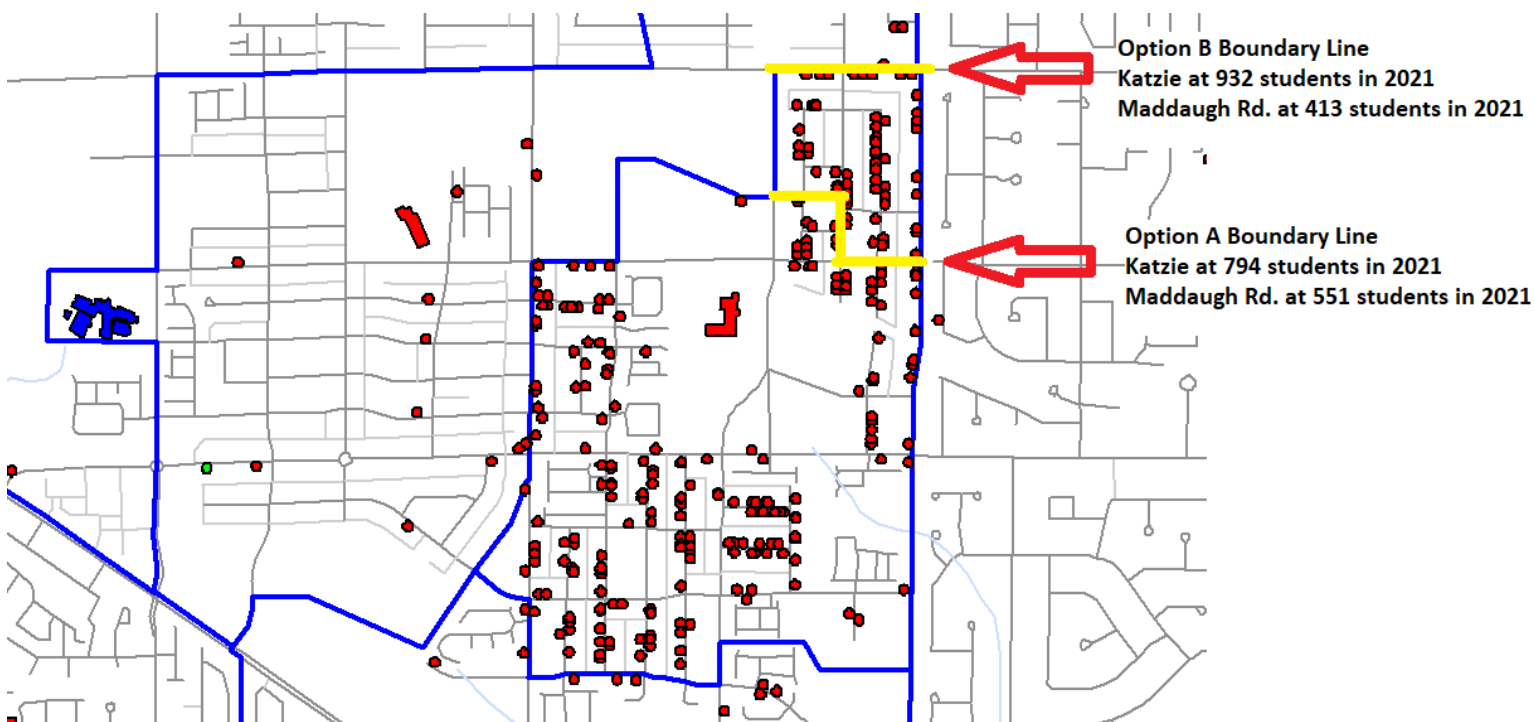 Option B Boundary Line
Katzie at 932 students in 2021
Maddaugh Rd. at 413 students in 2021
Option A Boundary Line
Katzie at 794 students in 2021
Maddaugh Rd. at 551 students in 2021